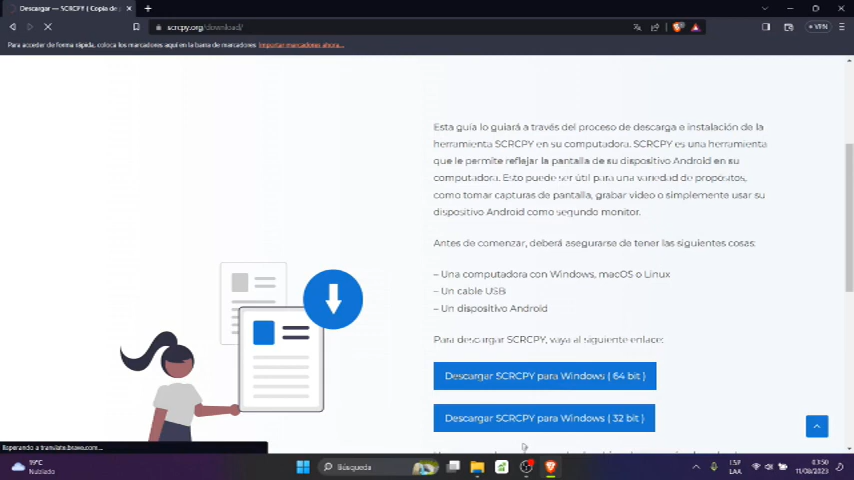 Descargar — SCRCPY ( Copia de
scrcpy.org/download/
VPN
Para acceder de forma rápida, coloca los marcadores aquí en la barra de marcadores Importar marcadores ahora...
Esta guía lo guiará a través del proceso de descarga e instalación de la
herramienta SCRCPY en su computadora. SCRCPY es una herramienta
que le permite reflejar la pantalla de su dispositivo Android en su
computadora. Esto puede ser útil para una variedad de propósitos,
como tomar capturas de pantalla, grabar video o simplemente usar su
dispositivo Android como segundo monitor.
Antes de comenzar, deberá asegurarse de tener las siguientes cosas:
– Una computadora con Windows, macOS o Linux
– Un cable USB
– Un dispositivo Android
Para descargar SCRCPY, vaya al siguiente enlace:
Descargar SCRCPY para Windows ( 64 bit )
Descargar SCRCPY para Windows ( 32 bit )
Esperando a translate.brave.com...
19°C
Nublado
Búsqueda
ESP
LAA
03:50
11/08/2023